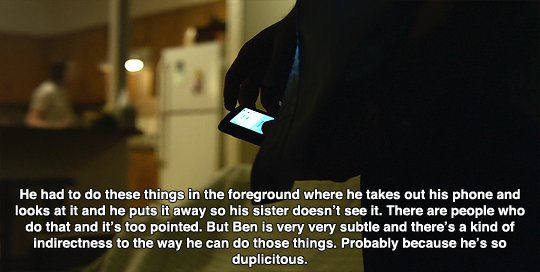 He had to do these things in the foreground where he takes out his phone and
looks at it and he puts it away so his sister doesn't see it. There are people who
do that and it's too pointed. But Ben is very very subtle and there's a kind of
indirectness to the way he can do those things. Probably because he's so
duplicitous.